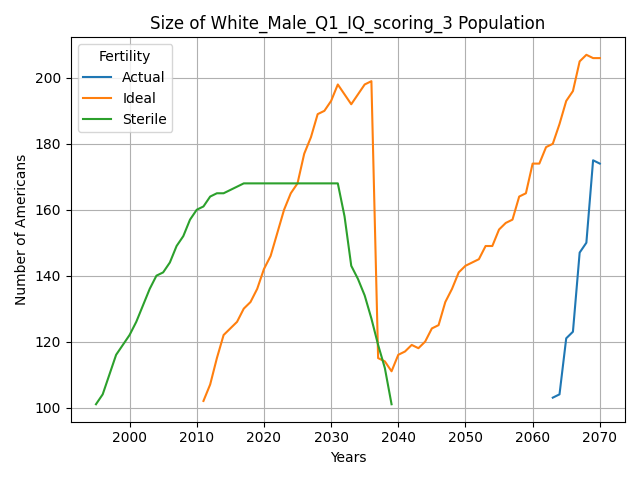 Size of White_Male_Q1_IQ_scoring_3 Population
Fertility
Actual
Ideal
Sterile
Number of Americans
200
180
160
140
120
100
2000 2010 2020 2030 2040 2050 2060 2070
Years